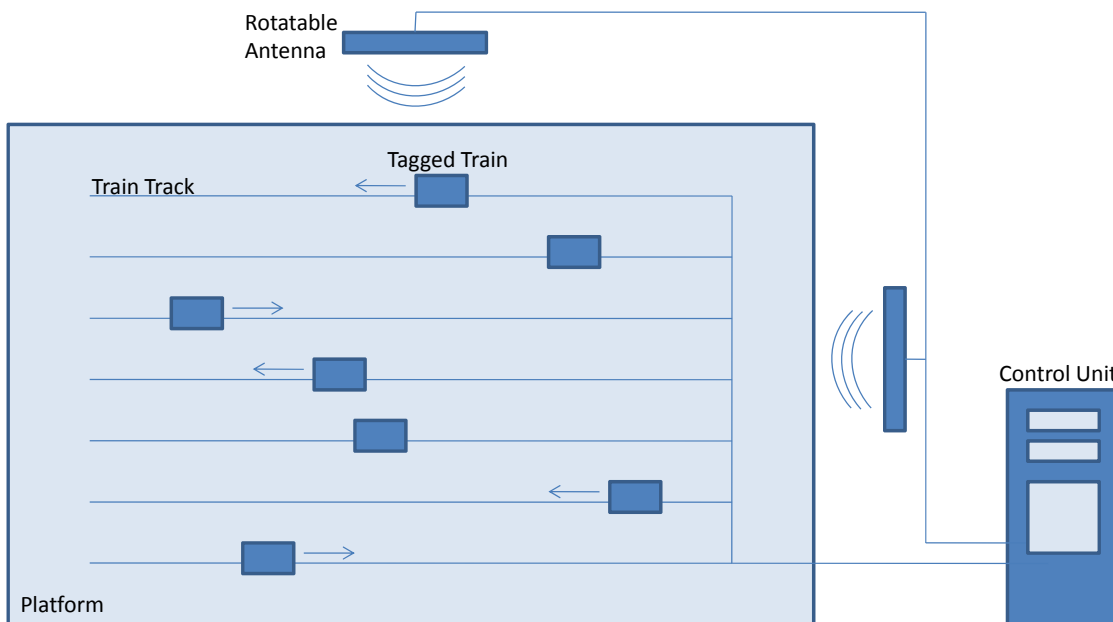 Rotatable
Antenna
Tagged Train
Train Track
Control Unit
Platform